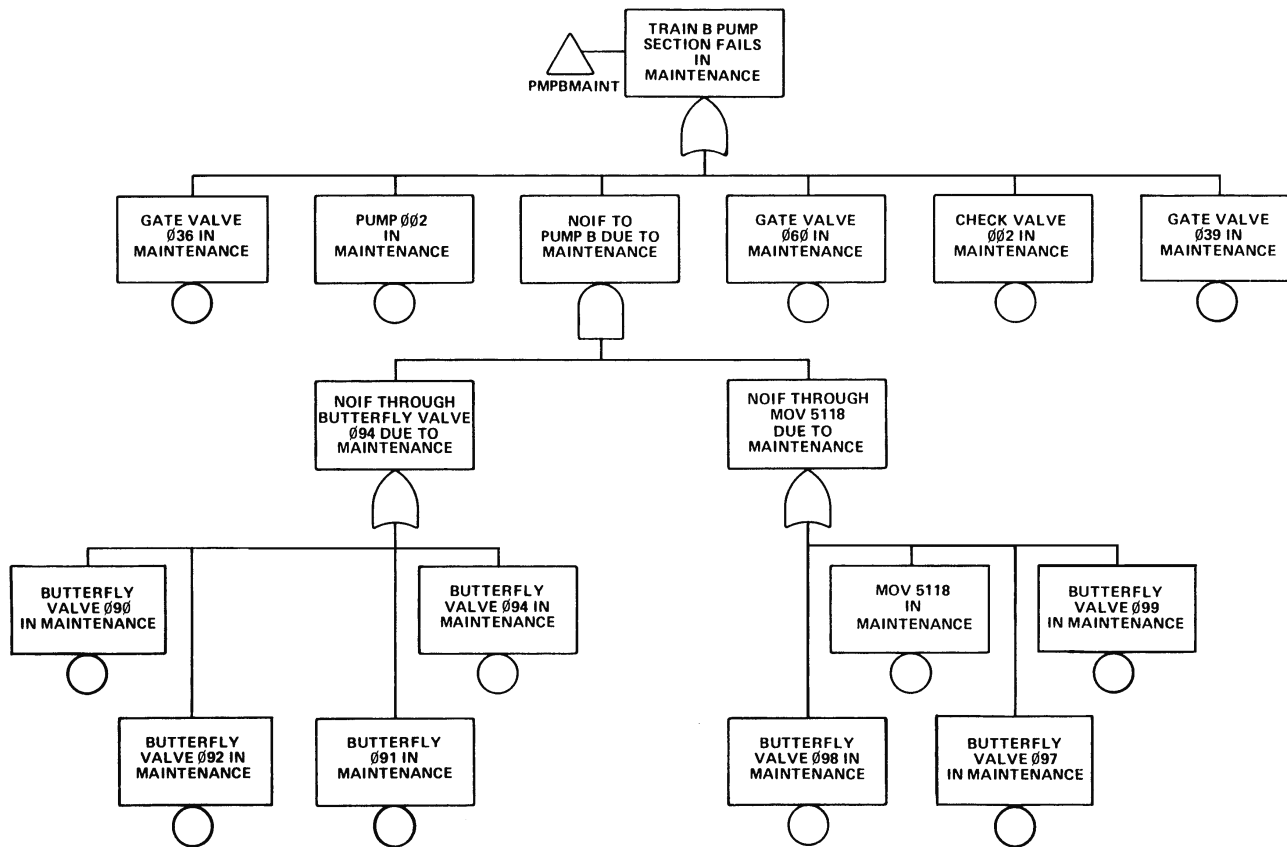 TRAIN B PUMP
SECTION FAILS
IN
MAINTENANCE
PMPBMAINT
GATE VALVE
Ø36 IN
MAINTENANCE
PUMP ØØ2
IN
MAINTENANCE
NOIF TO
PUMP B DUE TO
MAINTENANCE
GATE VALVE
Ø6Ø IN
MAINTENANCE
CHECK VALVE
ØØ2 IN
MAINTENANCE
GATE VALVE
Ø39 IN
MAINTENANCE
NOIF THROUGH
BUTTERFLY VALVE
Ø94 DUE TO
MAINTENANCE
NOIF THROUGH
MOV 5118
DUE TO
MAINTENANCE
BUTTERFLY
VALVE Ø9Ø
IN MAINTENANCE
BUTTERFLY
VALVE Ø94 IN
MAINTENANCE
MOV 5118
IN
MAINTENANCE
BUTTERFLY
VALVE Ø99
IN MAINTENANCE
BUTTERFLY
VALVE Ø92 IN
MAINTENANCE
BUTTERFLY
Ø91 IN
MAINTENANCE
BUTTERFLY
VALVE Ø98 IN
MAINTENANCE
BUTTERFLY
VALVE Ø97
IN MAINTENANCE